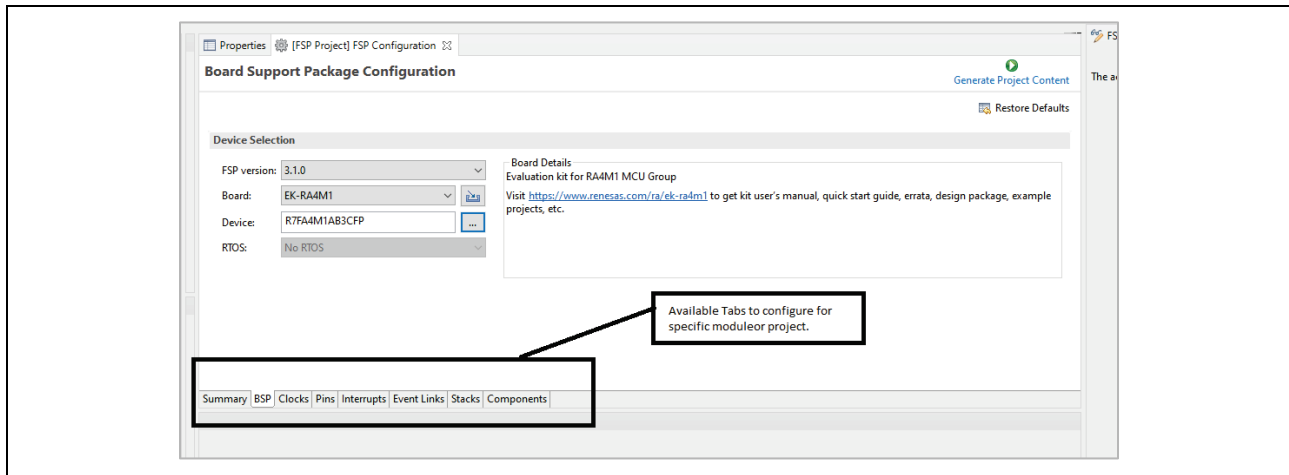 Properties [FSP Project] FSP Configuration
FS
Board Support Package Configuration
Generate Project Content
The
Restore Defaults
Device Selection
FSP version: 3.1.0
Board: EK-RA4M1
Device: R7FA4M1AB3CFP
...
RTOS: No RTOS
Board Details
Evaluation kit for RA4M1 MCU Group
Visit https://www.renesas.com/ra/ek-ra4m1 to get kit user's manual, quick start guide, errata, design package, example
projects, etc.
Available Tabs to configure for
specific moduleor project.
Summary BSP Clocks Pins Interrupts Event Links Stacks Components